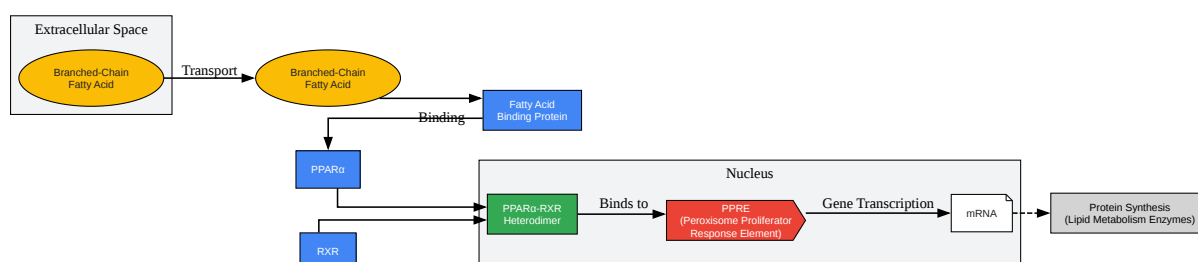 Extracellular Space
Branched-Chain
Fatty Acid
Transport
Branched-Chain
Fatty Acid
Fatty Acid
Binding Protein
Binding
PPARα
Nucleus
PPARα-RXR
Heterodimer
Binds to
PPRE
(Peroxisome Proliferator
Response Element)
Gene Transcription
mRNA
Protein Synthesis
(Lipid Metabolism Enzymes)
RXR